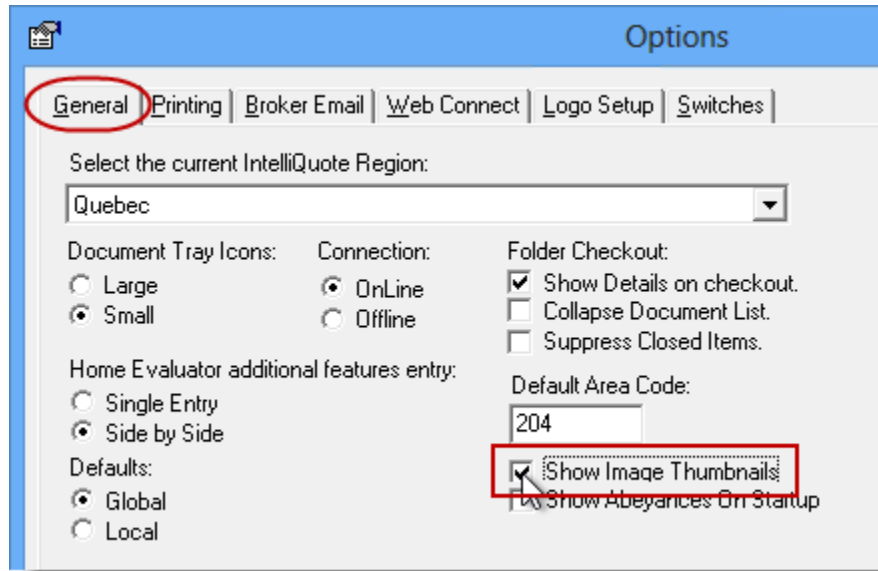 Options
General Printing Broker Email Web Connect Logo Setup Switches
Select the current IntelliQuote Region:
Quebec
Document Tray Icons: Connection: Folder Checkout:
Large OnLine Show Details on checkout.
Small Offline Collapse Document List.
Suppress Closed Items.
Home Evaluator additional features entry:
Default Area Code:
Single Entry
204
Side by Side
Defaults:
Show Image Thumbnails
Global Show Abeyances On Startup
Local